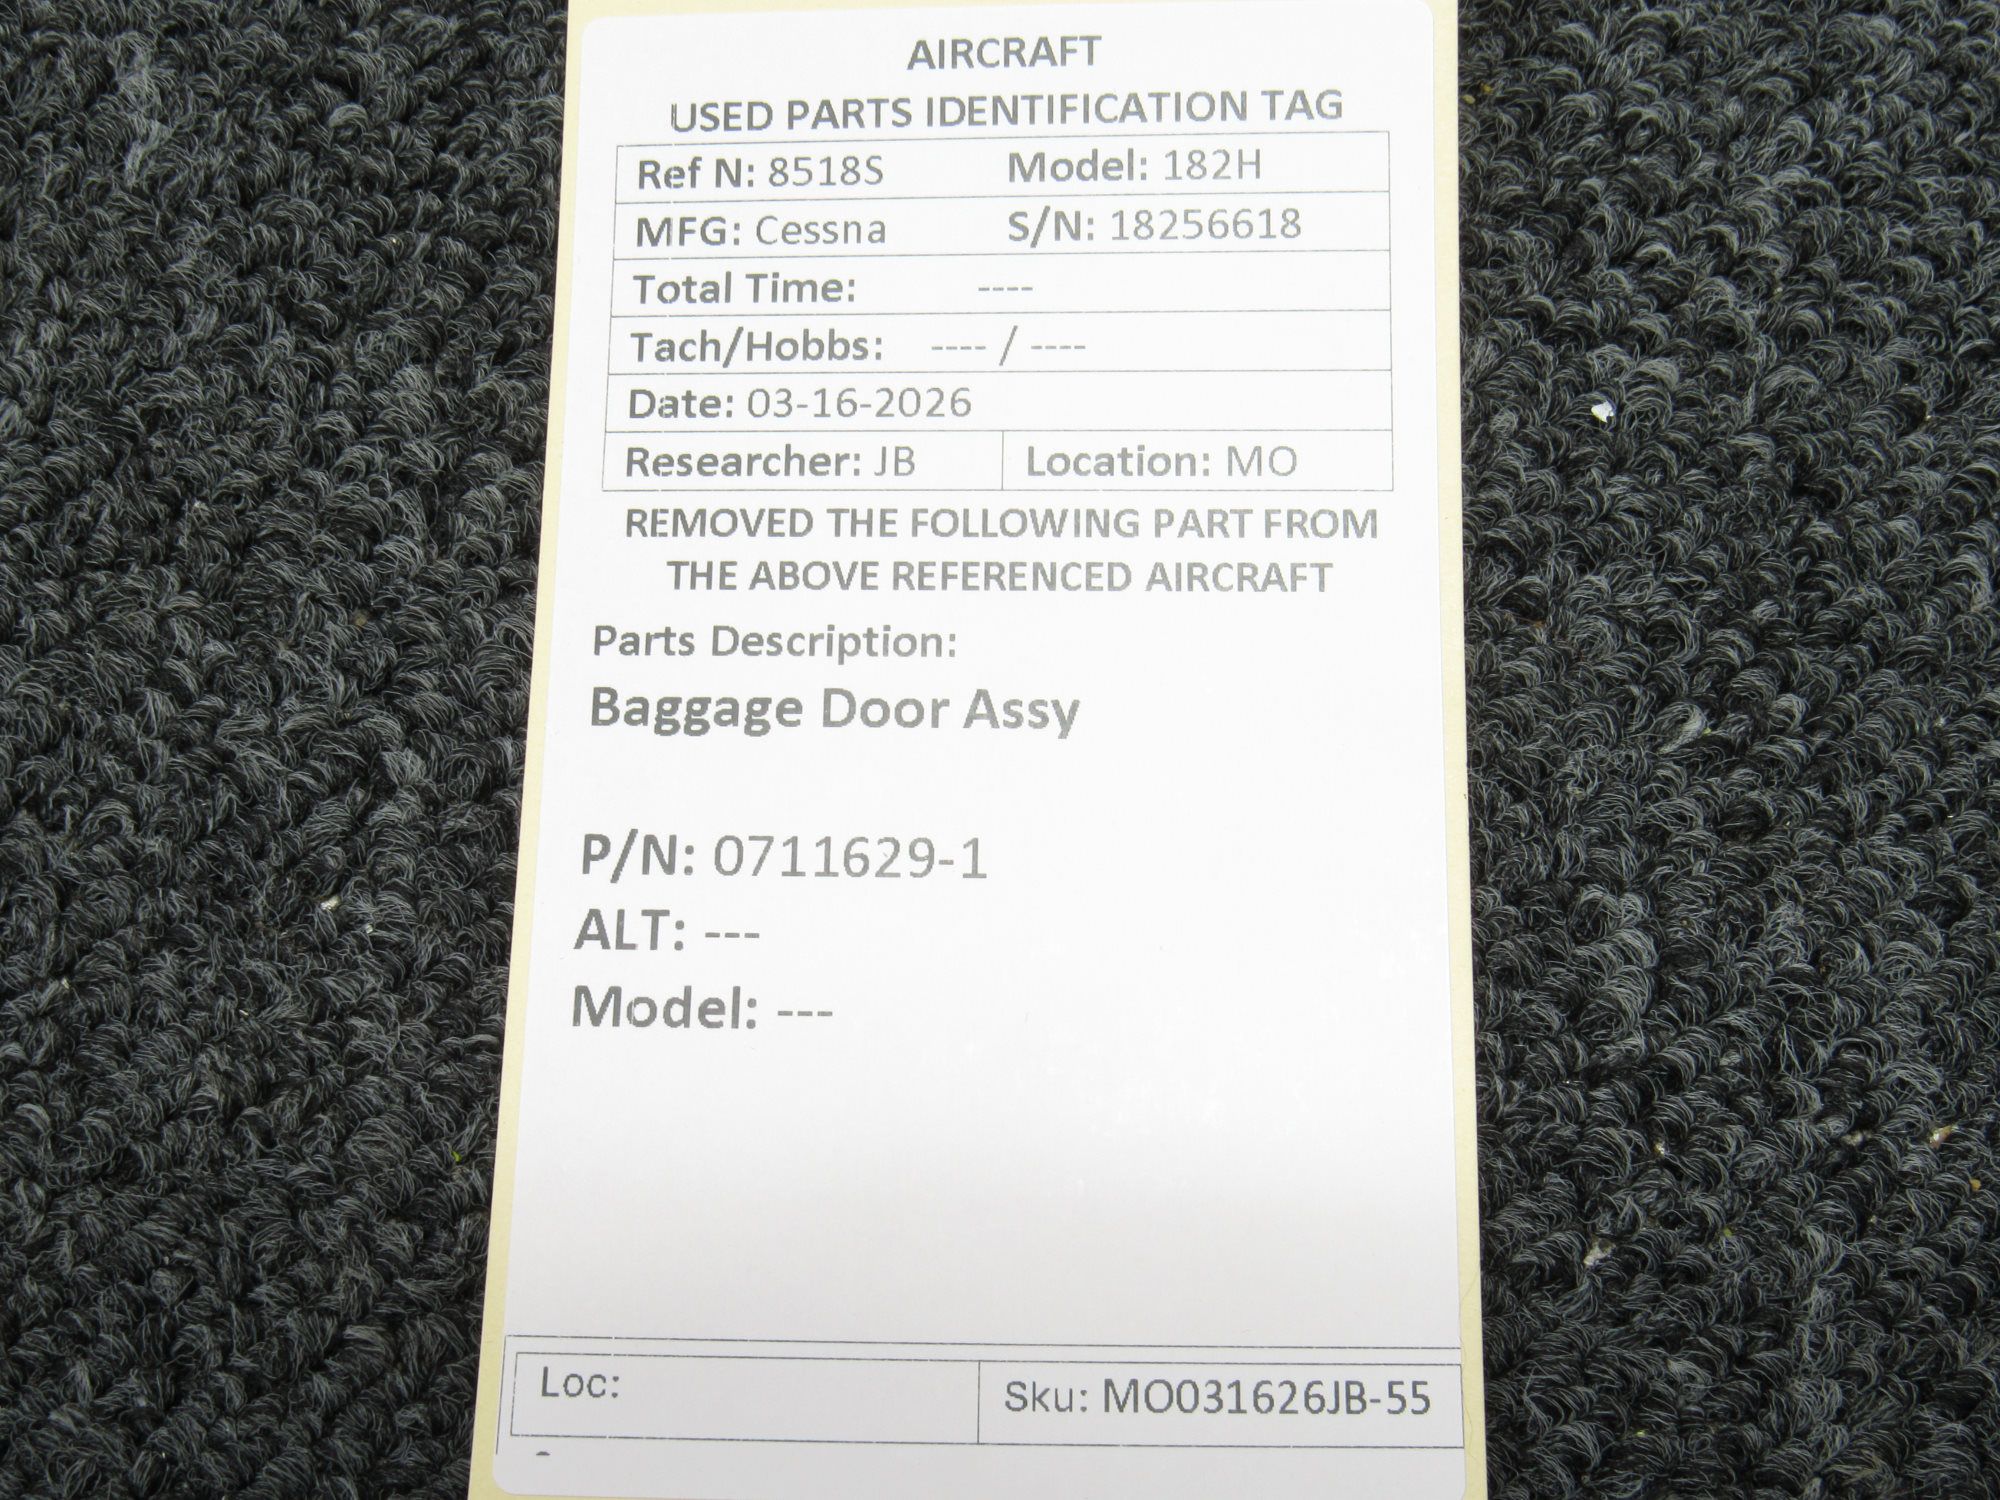 AIRCRAFT
USED PARTS IDENTIFICATION TAG
Ref N: 8518S Model: 182H
MFG: Cessna S/N: 18256618
Total Time: ----
Tach/Hobbs: ---- / ----
Date: 03-16-2026
Researcher: JB Location: MO
REMOVED THE FOLLOWING PART FROM
THE ABOVE REFERENCED AIRCRAFT
Parts Description:
Baggage Door Assy
P/N: 0711629-1
ALT: ---
Model: ---
Loc: Sku: MO031626JB-55